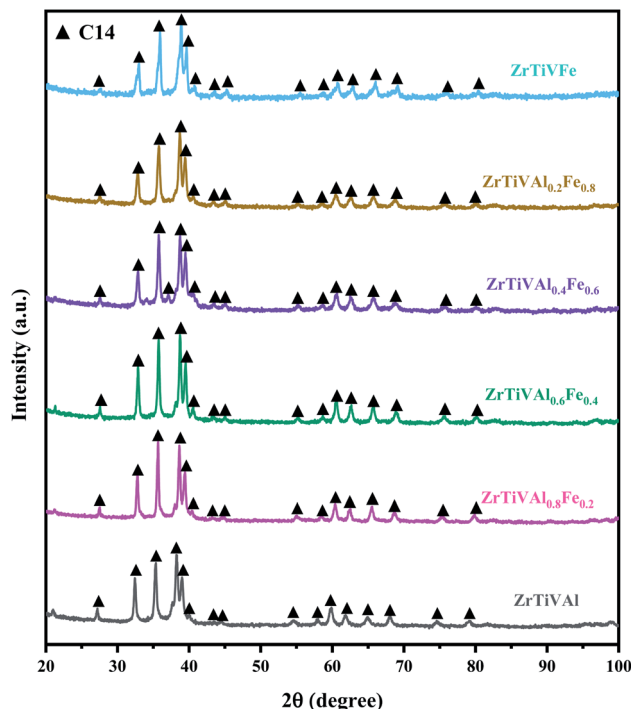 ▲ C14
ZrTiVFe
ZrTiVAl0.2Fe0.8
ZrTiVAl0.4Fe0.6
ZrTiVAl0.6Fe0.4
ZrTiVAl0.8Fe0.2
ZrTiVAl
Intensity (a.u.)
20 30 40 50 60 70 80 90 100
2θ (degree)